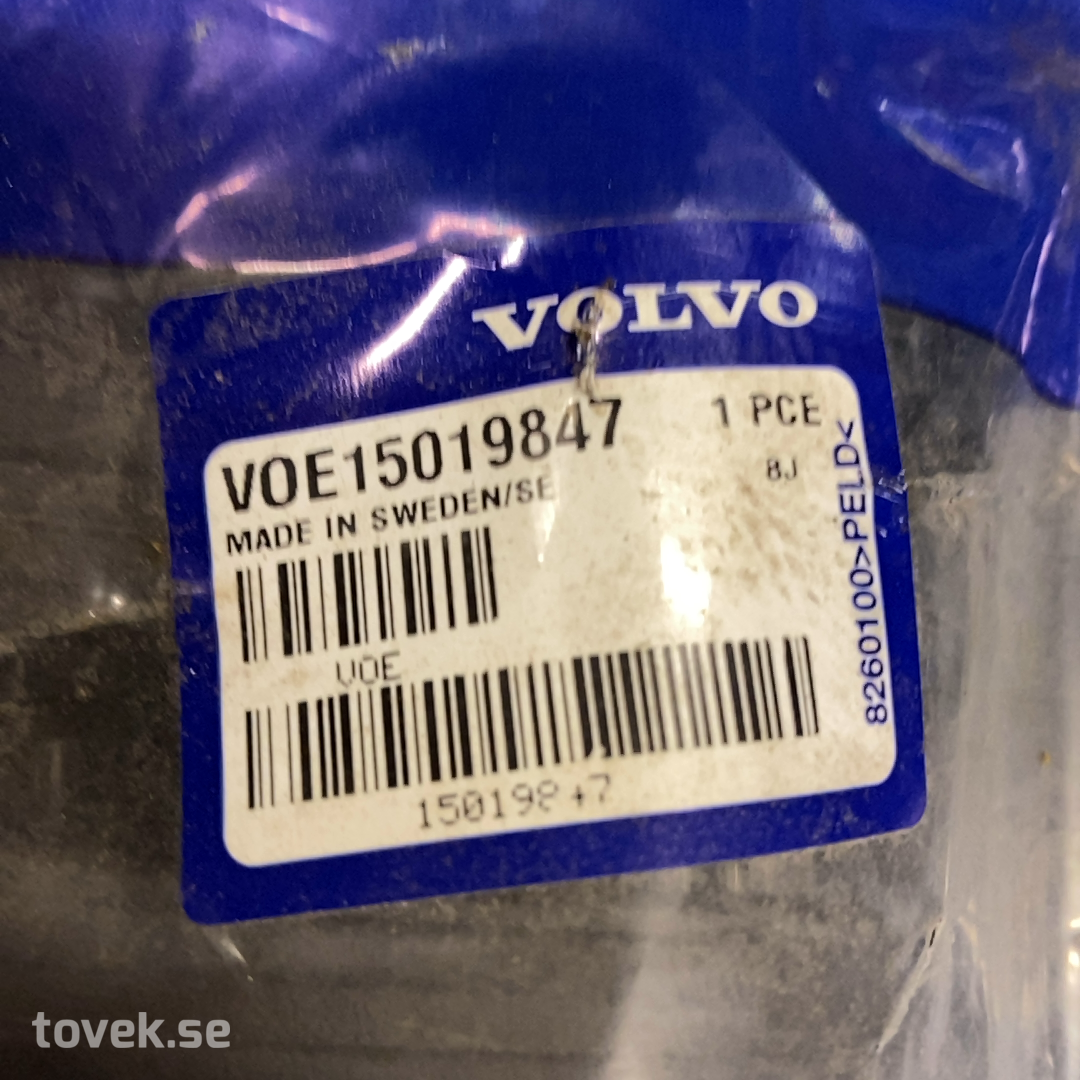 VOLVO
VOE15019847
1 PCE
8J
MADE IN SWEDEN/SE
VOE
15019847
8260100>PELD<
tovek.se